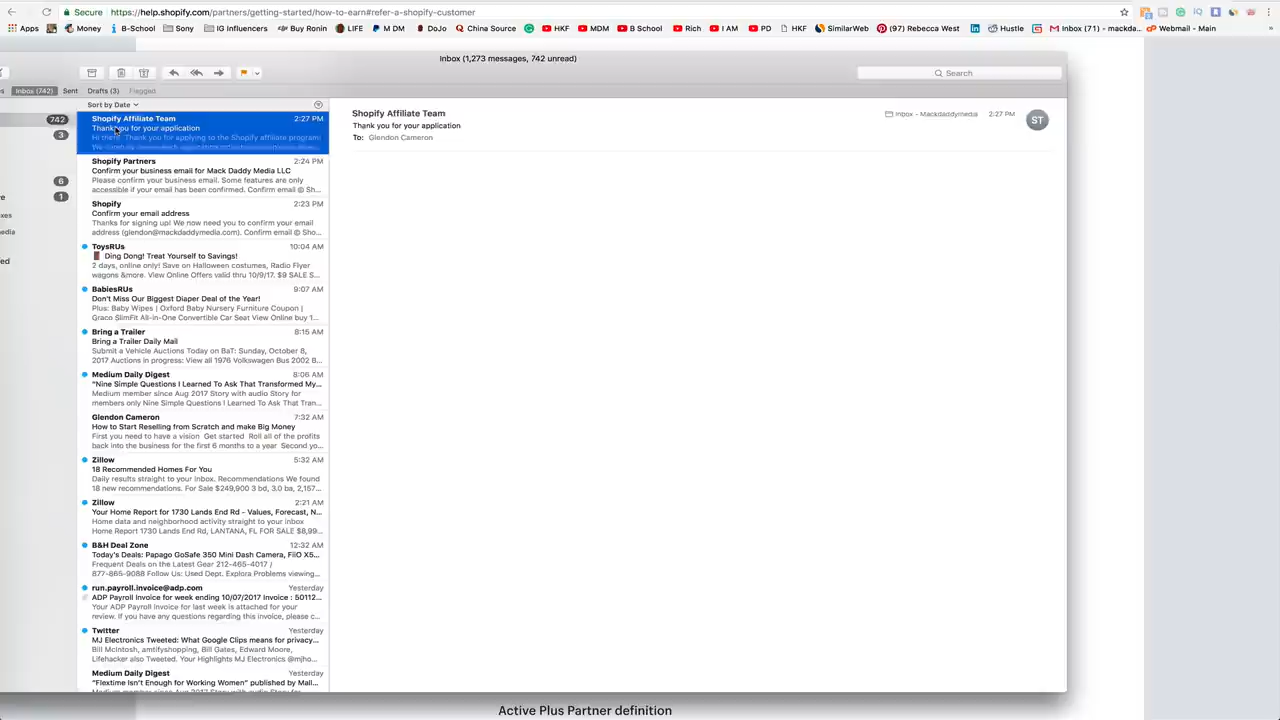 Secure
https://help.shopify.com/partners/getting-started/how-to-earn#refer-a-shopify-customer
Apps
Money
B-School
Sony
IG Influencers
Buy Ronin
LIFE
M DM
DoJo
China Source
HKF
MDM
B School
Rich
I AM
PD
HKF
SimilarWeb
(97) Rebecca West
Hustle
Inbox (71) - mackda...
Webmail - Main
Inbox (1,273 messages, 742 unread)
Search
Inbox (742)
Sent
Drafts (3)
Flagged
Sort by Date
742
3
6
1
Shopify Affiliate Team 2:27 PM
Thank you for your application
Hi there! Thank you for applying to the Shopify affiliate program!
Shopify Partners 2:24 PM
Confirm your business email for Mack Daddy Media LLC
Please confirm your business email. Some features are only
accessible if your email has been confirmed. Confirm email © Sh...
Shopify 2:23 PM
Confirm your email address
Thanks for signing up! We now need you to confirm your email
address (glendon@mackdaddymedia.com). Confirm email © Sho...
ToysRUs 10:04 AM
Ding Dong! Treat Yourself to Savings!
2 days, online only! Save on Halloween costumes, Radio Flyer
wagons &more. View Online Offers valid thru 10/9/17. $9 SALE S...
BabiesRUs 9:07 AM
Don't Miss Our Biggest Diaper Deal of the Year!
Plus: Baby Wipes | Oxford Baby Nursery Furniture Coupon |
Graco SlimFit All-in-One Convertible Car Seat View Online buy 1...
Bring a Trailer 8:15 AM
Bring a Trailer Daily Mail
Submit a Vehicle Auctions Today on BaT: Sunday, October 8,
2017 Auctions in progress: View all 1976 Volkswagen Bus 2002 B...
Medium Daily Digest 8:06 AM
"Nine Simple Questions I Learned To Ask That Transformed My...
Medium member since Aug 2017 Story with audio Story for
members only Nine Simple Questions I Learned To Ask That Tran...
Glendon Cameron 7:32 AM
How to Start Reselling from Scratch and make Big Money
First you need to have a vision Get started Roll all of the profits
back into the business for the first 6 months to a year Second yo...
Zillow 5:32 AM
18 Recommended Homes For You
Daily results straight to your Inbox. Recommendations We found
18 new recommendations. For Sale $249,900 3 bd, 3.0 ba, 2,157...
Zillow 2:21 AM
Your Home Report for 1730 Lands End Rd - Values, Forecast, N...
Home data and neighborhood activity straight to your inbox
Home Report 1730 Lands End Rd, LANTANA, FL FOR SALE $8,99...
B&H Deal Zone 12:32 AM
Today's Deals: Papago GoSafe 350 Mini Dash Camera, FiiO X5...
Frequent Deals on the Latest Gear 212-465-4017 /
877-865-9088 Follow Us: Used Dept. Explora Problems viewing...
run.payroll.invoice@adp.com Yesterday
ADP Payroll Invoice for week ending 10/07/2017 Invoice : 50112...
Your ADP Payroll Invoice for last week is attached for your
review. If you have any questions regarding this invoice, please c...
Twitter Yesterday
MJ Electronics Tweeted: What Google Clips means for privacy...
Bill McIntosh, amtifyshopping, Bill Gates, Edward Moore,
Lifehacker also Tweeted. Your Highlights MJ Electronics @mjho...
Medium Daily Digest Yesterday
"Flextime Isn't Enough for Working Women" published by Mall...
Shopify Affiliate Team
Thank you for your application
To: Glendon Cameron
Inbox - Mackdaddymedia 2:27 PM
ST
Active Plus Partner definition